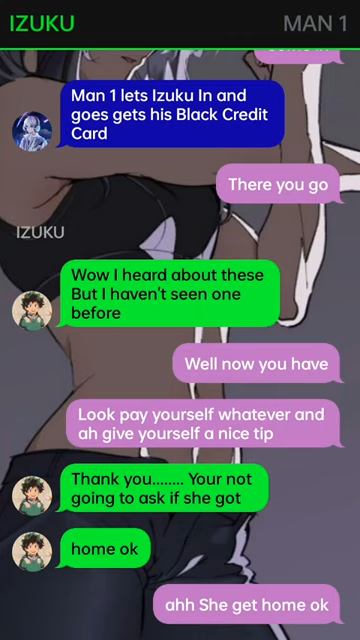 IZUKU
MAN 1
Man 1 lets Izuku In and
goes gets his Black Credit
Card
There you go
IZUKU
Wow I heard about these
But I haven't seen one
before
Well now you have
Look pay yourself whatever and
ah give yourself a nice tip
Thank you........ Your not
going to ask if she got
home ok
ahh She get home ok